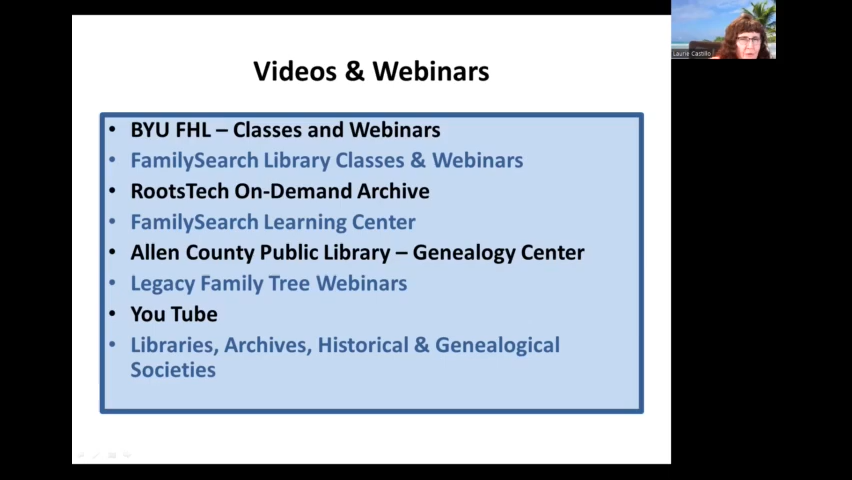 Videos & Webinars
• BYU FHL – Classes and Webinars
• FamilySearch Library Classes & Webinars
• RootsTech On-Demand Archive
• FamilySearch Learning Center
• Allen County Public Library – Genealogy Center
• Legacy Family Tree Webinars
• You Tube
• Libraries, Archives, Historical & Genealogical
Societies
Laurie Castillo